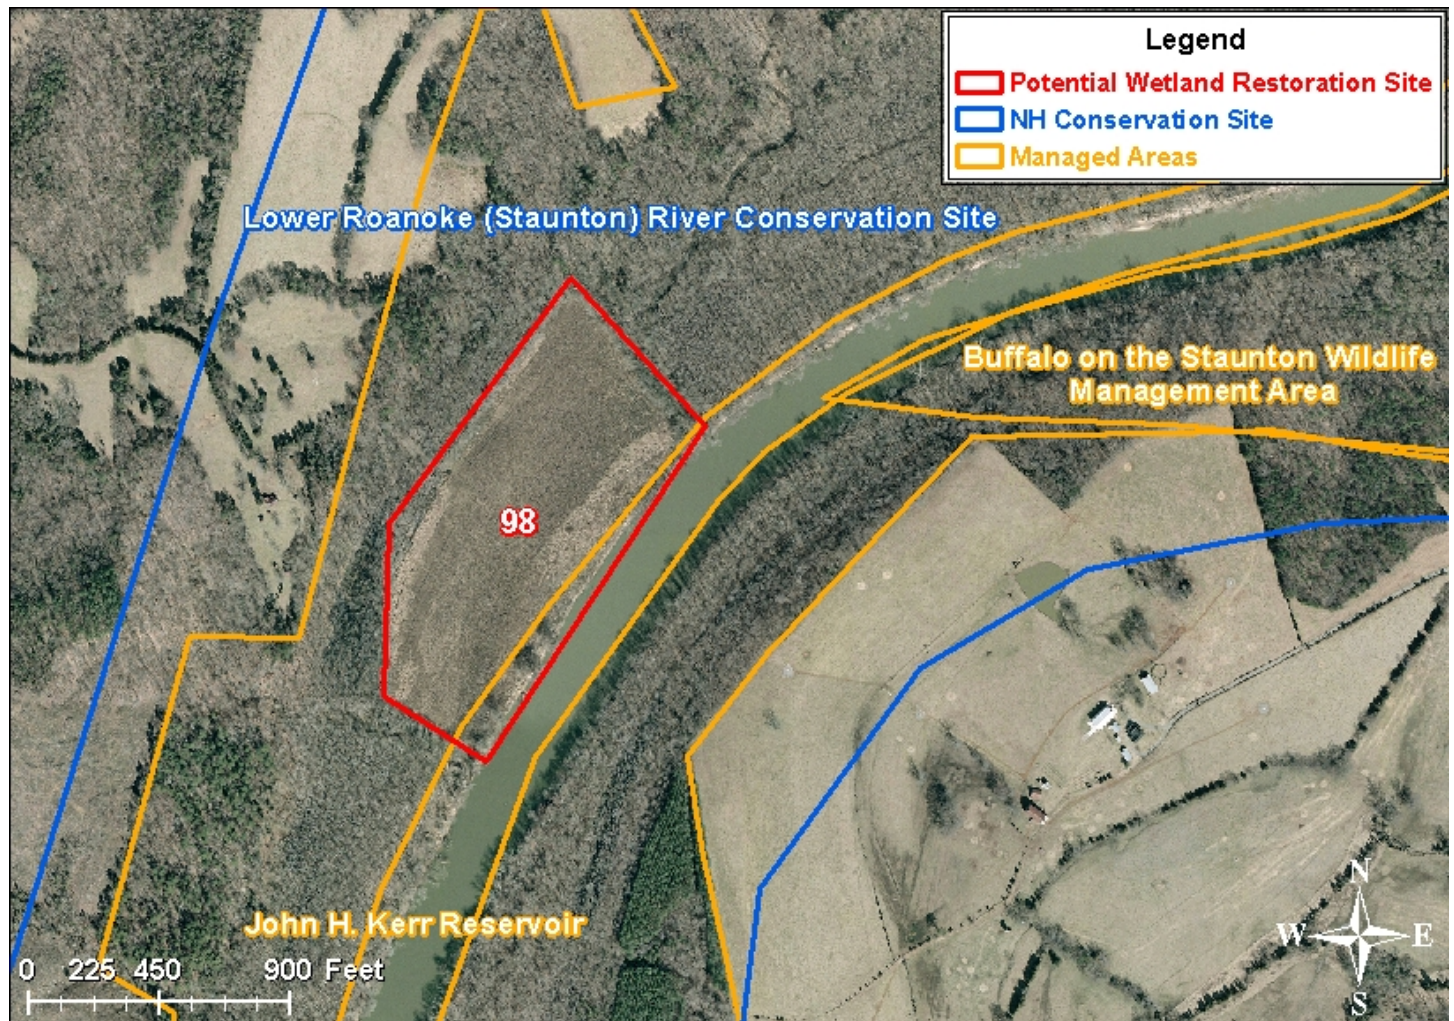 Legend
Potential Wetland Restoration Site
NH Conservation Site
Managed Areas
Lower Roanoke (Staunton) River Conservation Site
Buffalo on the Staunton Wildlife
Management Area
98
John H. Kerr Reservoir
N
W E
S
0 225 450 900 Feet